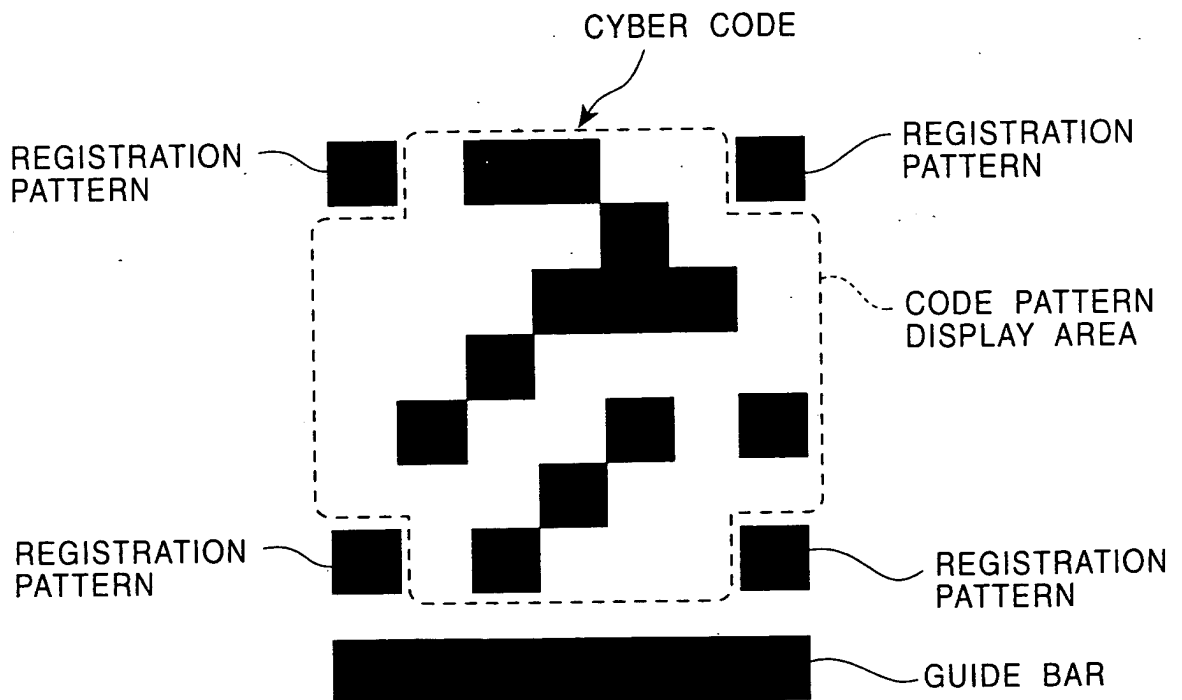 CYBER CODE
REGISTRATION
PATTERN
REGISTRATION
PATTERN
CODE PATTERN
DISPLAY AREA
REGISTRATION
PATTERN
REGISTRATION
PATTERN
GUIDE BAR